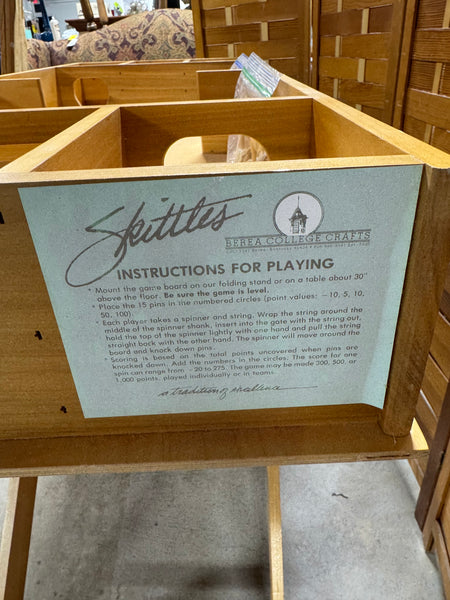 Skittles
BEREA COLLEGE CRAFTS
INSTRUCTIONS FOR PLAYING
* Mount the game board on our folding stand or on a table about 30"
above the floor. Be sure the game is level.
* Place the 15 pins in the numbered circles (point values: −10, 5, 10,
50, 100).
* Each player takes a spinner and string. Wrap the string around the
middle of the spinner shank, insert into the gate with the string out,
hold the top of the spinner lightly with one hand and pull the string
straight back with the other hand. The spinner will move around the
board and knock down pins.
* Scoring is based on the total points uncovered when pins are
knocked down. Add the numbers in the circles. The score for one
spin can range from −20 to 275. The game may be made 300, 500, or
1,000 points, played individually or in teams.
a tradition of excellence